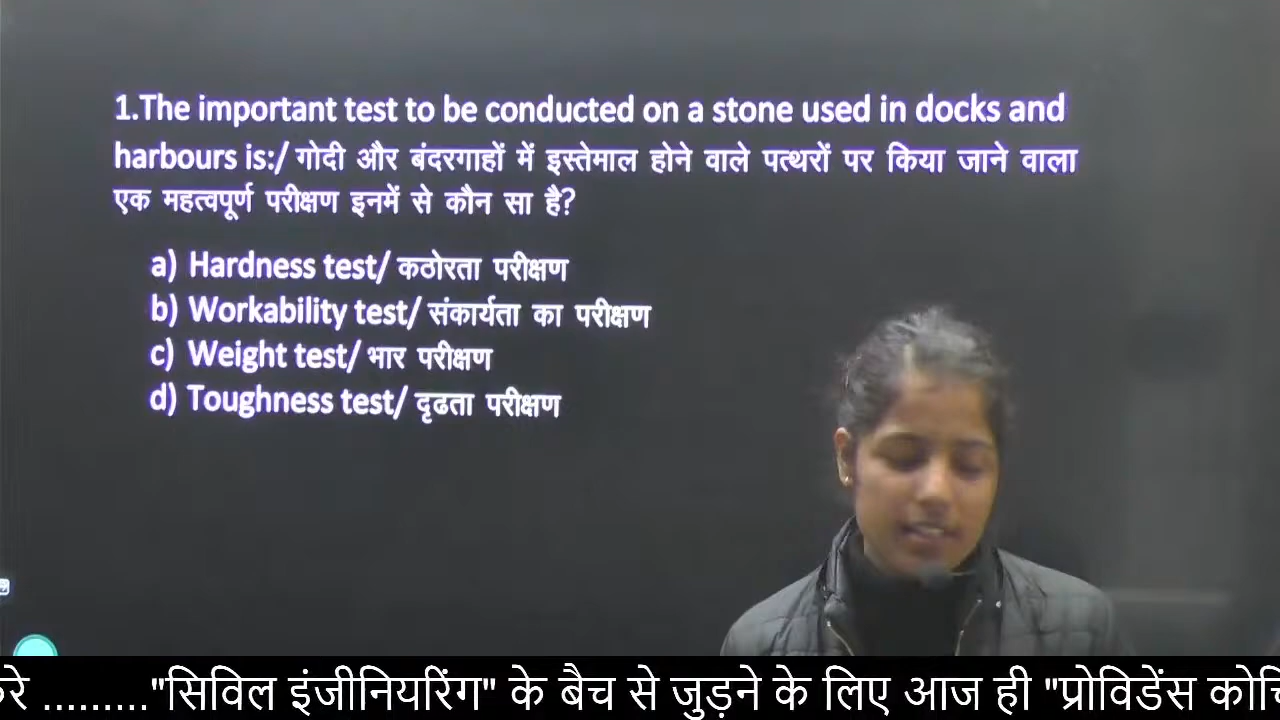 1.The important test to be conducted on a stone used in docks and
harbours is:/ गोदी और बंदरगाहों में इस्तेमाल होने वाले पत्थरों पर किया जाने वाला
एक महत्वपूर्ण परीक्षण इनमें से कौन सा है?
a) Hardness test/ कठोरता परीक्षण
b) Workability test/ संकार्यता का परीक्षण
c) Weight test/ भार परीक्षण
d) Toughness test/ दृढता परीक्षण
........."सिविल इंजीनियरिंग" के बैच से जुड़ने के लिए आज ही "प्रोविडेंस